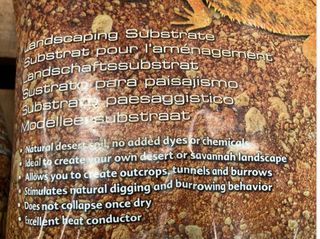 Landscaping Substrate
Substrat pour l'aménagement
Landschaftssubstrat
Sustrato para paisajismo
Substrato paesaggistico
Modelleersubstraat
• Natural desert soil, no added dyes or chemicals
• Ideal to create your own desert or savannah landscape
• Allows you to create outcrops, tunnels and burrows
• Stimulates natural digging and burrowing behavior
• Does not collapse once dry
• Excellent heat conductor